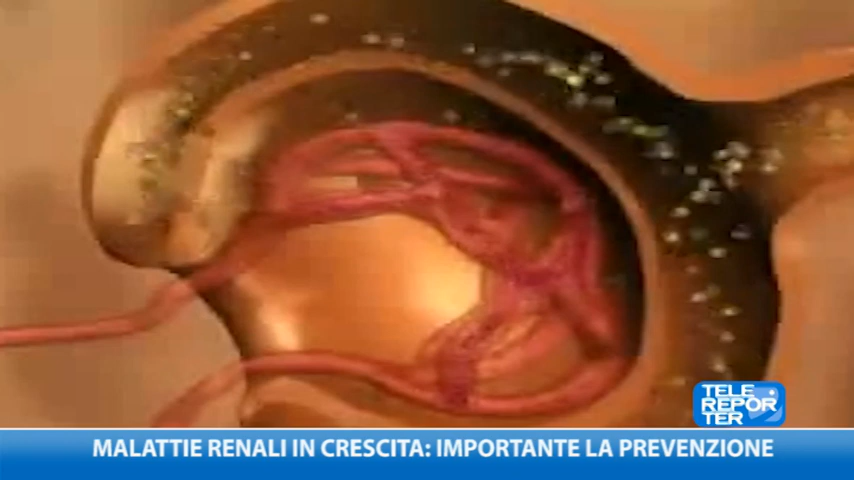 TELE
REPOR
TER
MALATTIE RENALI IN CRESCITA: IMPORTANTE LA PREVENZIONE